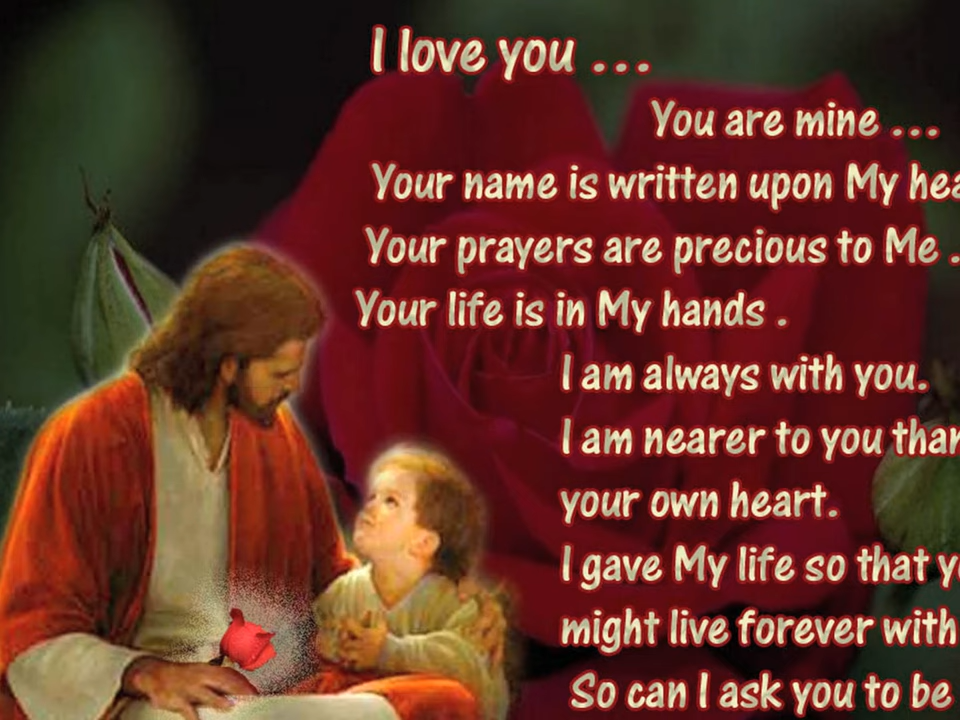 I love you ...
You are mine ...
Your name is written upon My
Your prayers are precious to Me .
Your life is in My hands .
I am always with you.
I am nearer to you than
your own heart.
I gave My life so that
might live forever with
So can I ask you to be